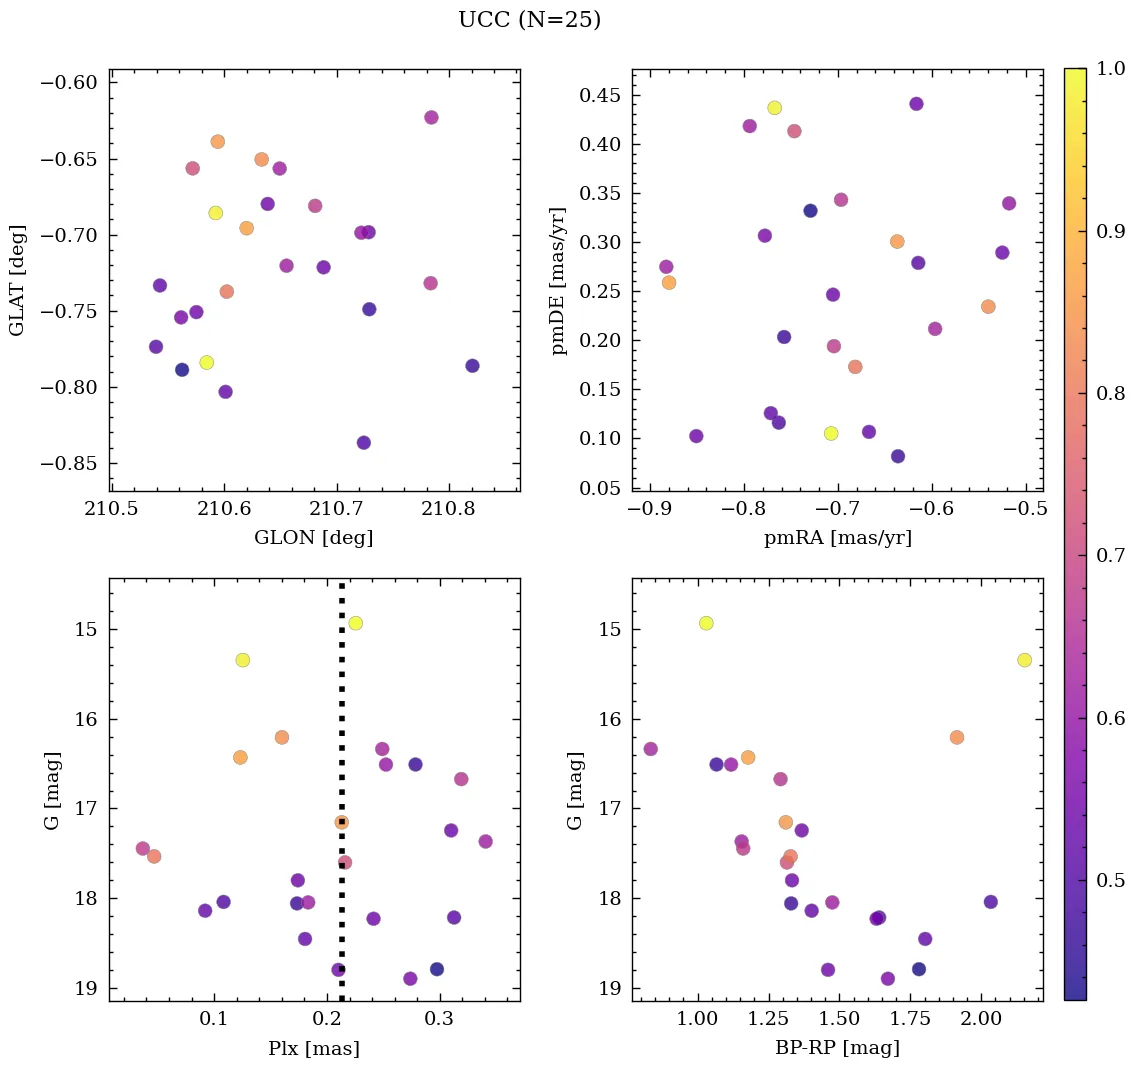 UCC (N=25)
−0.60
−0.65
−0.70
−0.75
−0.80
−0.85
GLAT [deg]
210.5 210.6 210.7 210.8
GLON [deg]
0.45
0.40
0.35
0.30
0.25
0.20
0.15
0.10
0.05
pmDE [mas/yr]
−0.9 −0.8 −0.7 −0.6 −0.5
pmRA [mas/yr]
15
16
17
18
19
G [mag]
0.1 0.2 0.3
Plx [mas]
15
16
17
18
19
G [mag]
1.00 1.25 1.50 1.75 2.00
BP-RP [mag]
1.0
0.9
0.8
0.7
0.6
0.5